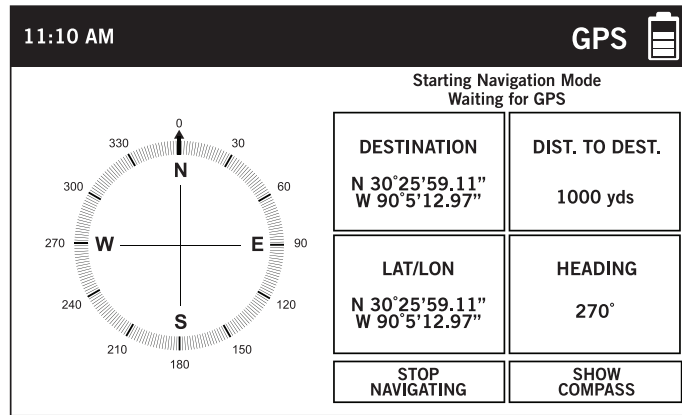 11:10 AM
GPS
Starting Navigation Mode
Waiting for GPS
0
30
60
90
120
150
180
210
240
270
300
330
N
E
S
W
DESTINATION
N 30°25’59.11”
W 90°5’12.97”
DIST. TO DEST.
1000 yds
LAT/LON
N 30°25’59.11”
W 90°5’12.97”
HEADING
270°
STOP
NAVIGATING
SHOW
COMPASS